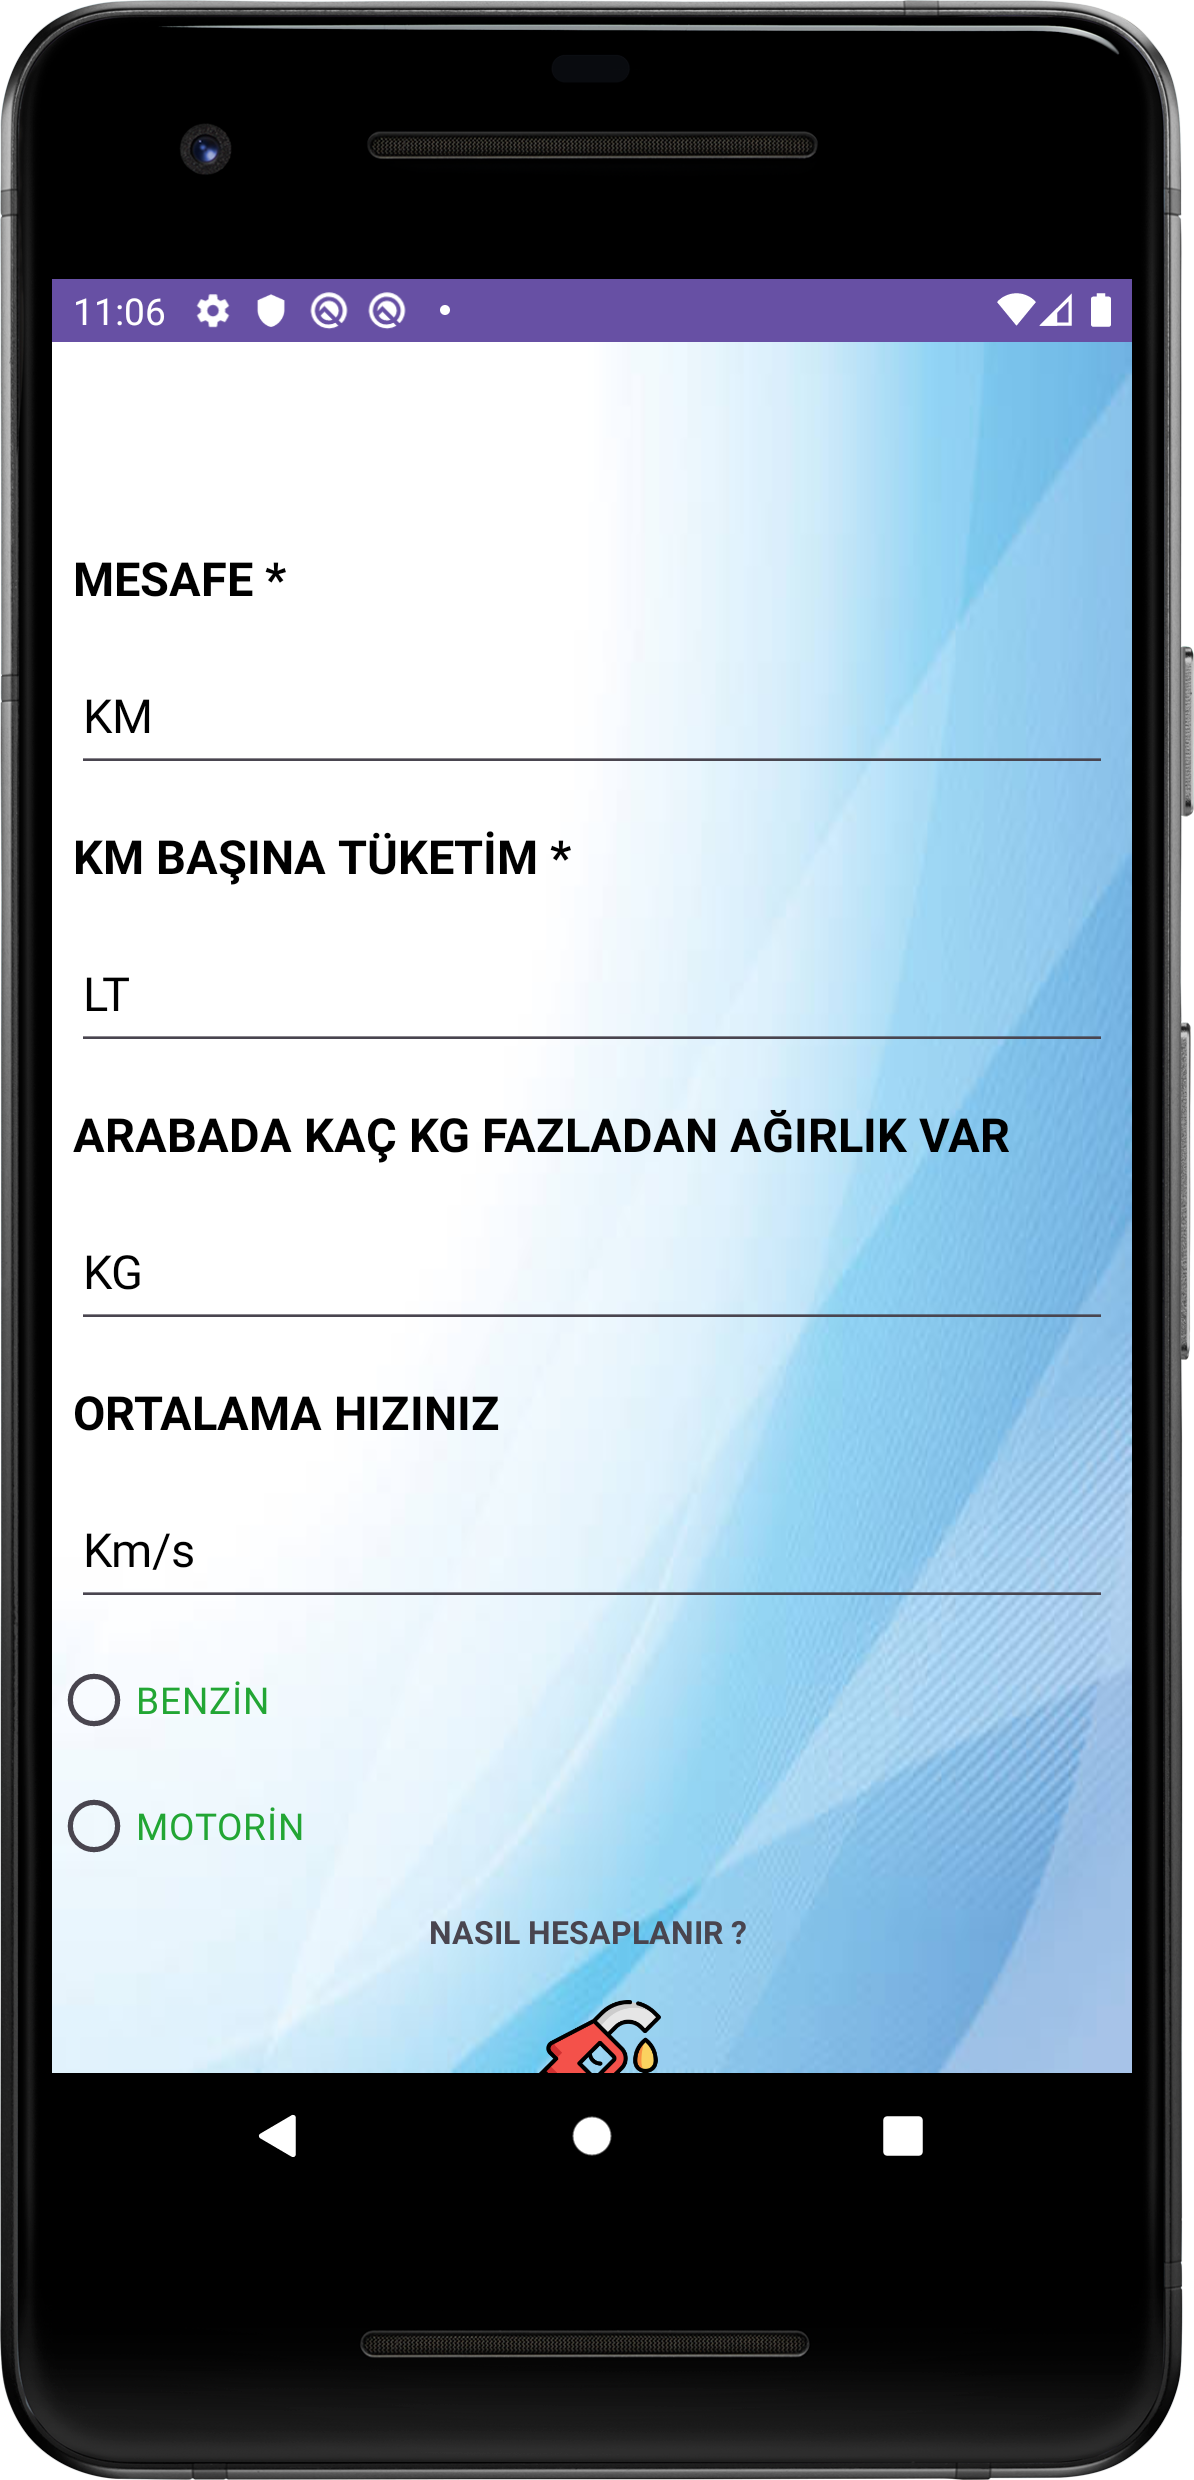 11:06
MESAFE *
KM
KM BAŞINA TÜKETİM *
LT
ARABADA KAÇ KG FAZLADAN AĞIRLIK VAR
KG
ORTALAMA HIZINIZ
Km/s
BENZİN
MOTORİN
NASIL HESAPLANIR ?